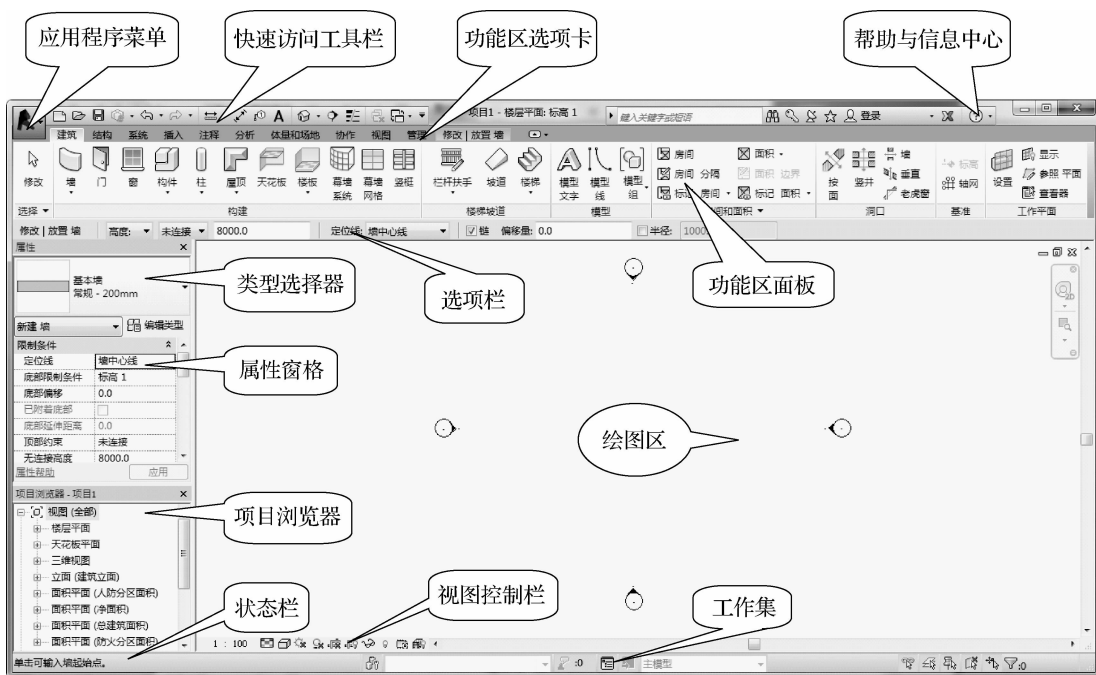 应用程序菜单
快速访问工具栏
功能区选项卡
帮助与信息中心
项目1 - 楼层平面: 标高 1
键入关键字或短语
登录
建筑 结构 系统 插入 注释 分析 体量和场地 协作 视图 管理 修改 | 放置 墙
修改 墙 门 窗 构件 柱 屋顶 天花板 楼板 幕墙 系统 幕墙 网格 竖梃 栏杆扶手 坡道 楼梯 模型 文字 模型 线 模型 组
房间 面积
房间 分隔 面积 边界
标记 房间 标记 面积
按 面 竖井 墙 垂直 老虎窗
标高 轴网
设置 显示 参照 平面 查看器
选择 构建 楼梯坡道 模型 间和面积 洞口 基准 工作平面
修改 | 放置 墙 高度: 未连接 8000.0 定位线: 墙中心线 链 偏移量: 0.0 半径: 1000
属性
基本墙
常规 - 200mm
类型选择器
选项栏
功能区面板
新建 墙 编辑类型
限制条件
定位线 墙中心线
底部限制条件 标高 1
底部偏移 0.0
已附着底部
底部延伸距离 0.0
顶部约束 未连接
无连接高度 8000.0
属性帮助 应用
属性窗格
绘图区
2D
项目浏览器 - 项目1
视图 (全部)
楼层平面
天花板平面
三维视图
立面 (建筑立面)
面积平面 (人防分区面积)
面积平面 (净面积)
面积平面 (总建筑面积)
面积平面 (防火分区面积)
项目浏览器
状态栏
视图控制栏
工作集
1 : 100
单击可输入墙起始点。
:0
主模型
:0